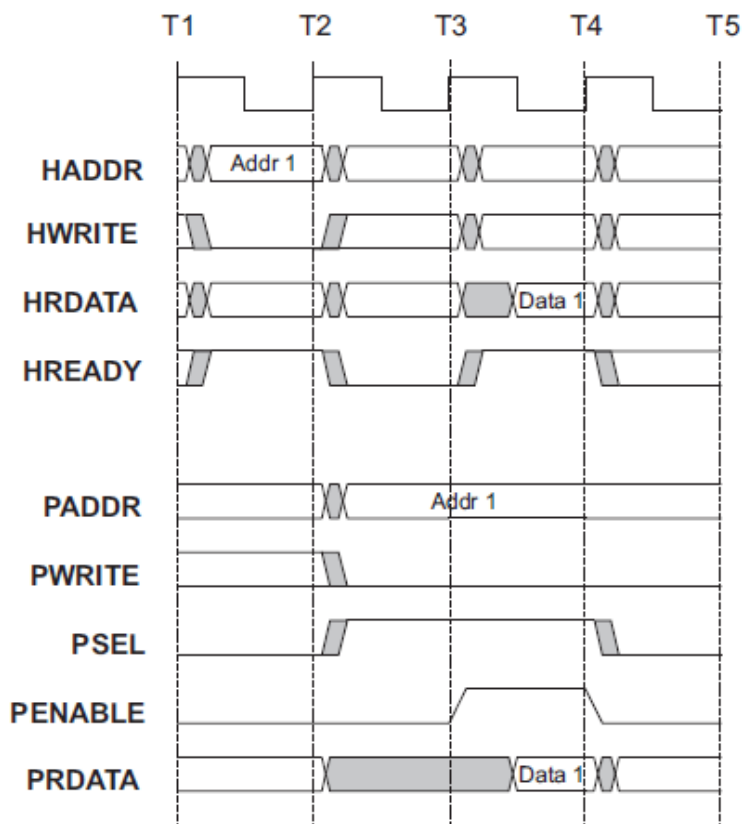 T1 T2 T3 T4 T5
HADDR Addr 1
HWRITE
HRDATA Data 1
HREADY
PADDR Addr 1
PWRITE
PSEL
PENABLE
PRDATA Data 1